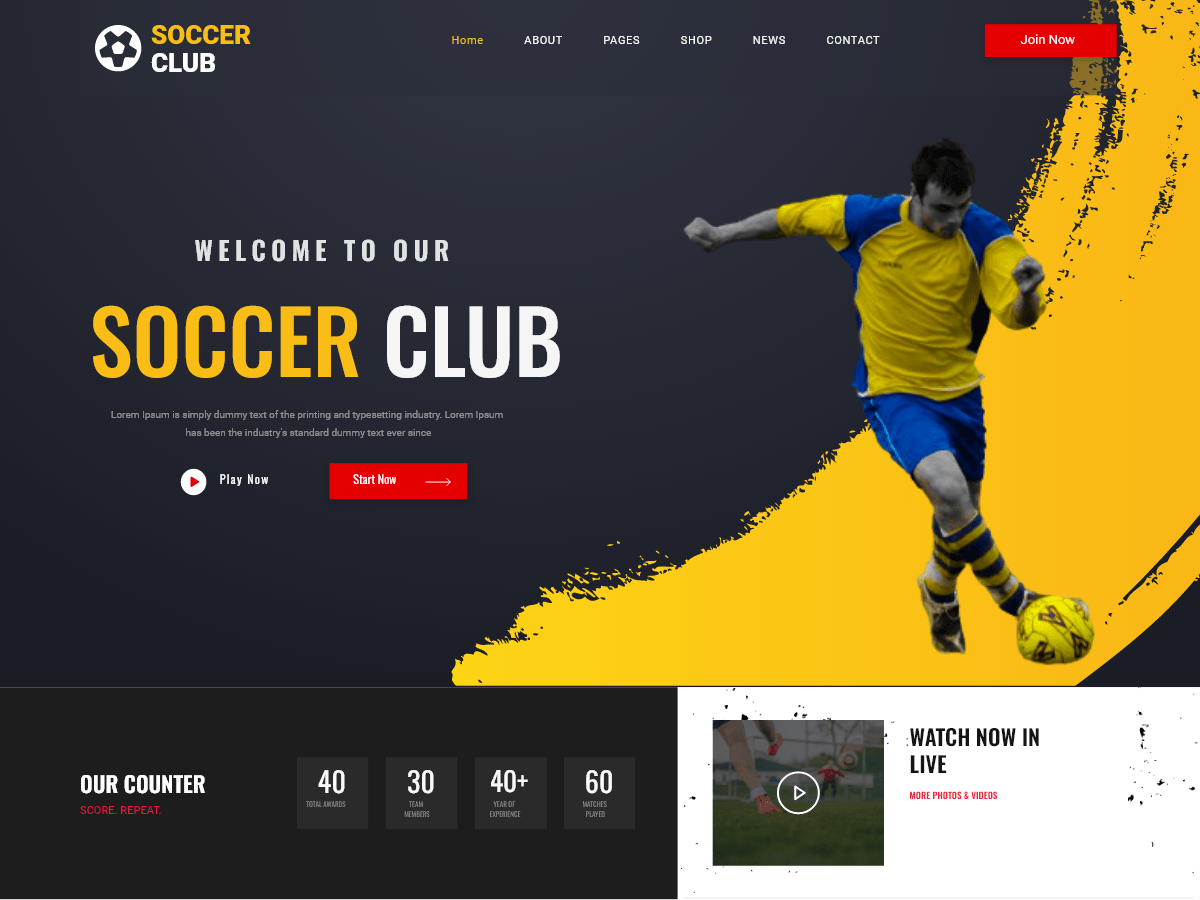 SOCCER
CLUB
Home ABOUT PAGES SHOP NEWS CONTACT
Join Now
WELCOME TO OUR
SOCCER CLUB
Lorem Ipsum is simply dummy text of the printing and typesetting industry. Lorem Ipsum
has been the industry's standard dummy text ever since
Play Now
Start Now
OUR COUNTER
SCORE. REPEAT.
40
TOTAL AWARDS
30
TEAM
MEMBERS
40+
YEAR OF
EXPERIENCE
60
MATCHES
PLAYED
WATCH NOW IN
LIVE
MORE PHOTOS & VIDEOS